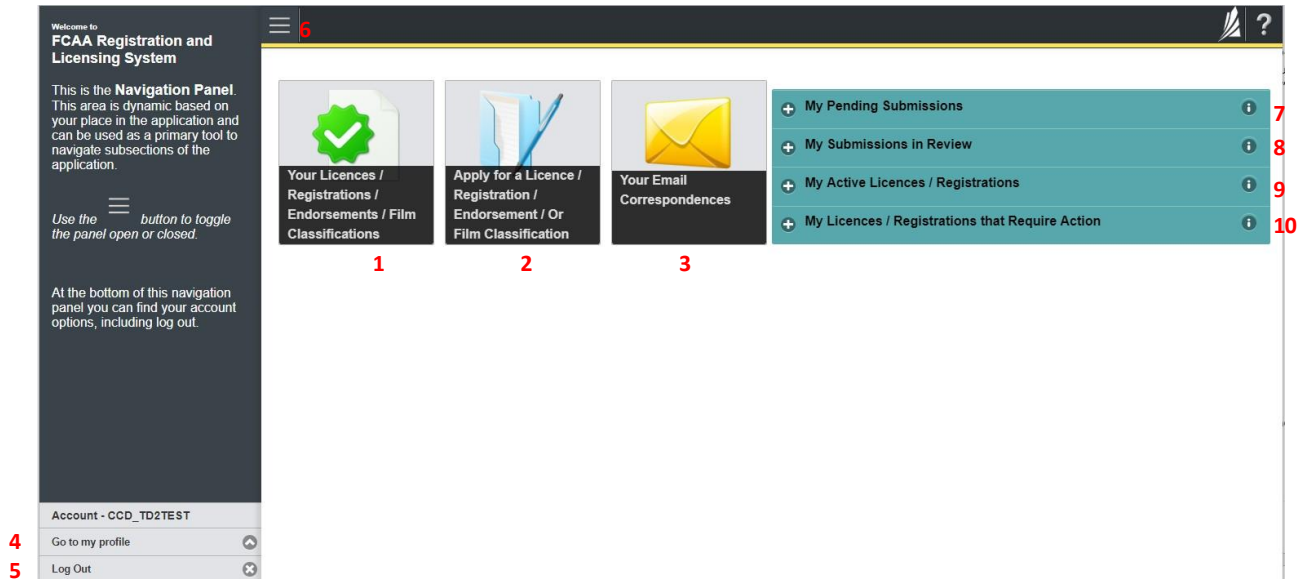 Welcome to
FCAA Registration and
Licensing System
This is the Navigation Panel.
This area is dynamic based on
your place in the application and
can be used as a primary tool to
navigate subsections of the
application.
Use the button to toggle
the panel open or closed.
At the bottom of this navigation
panel you can find your account
options, including log out.
Account - CCD_TD2TEST
4 Go to my profile
5 Log Out
6
?
Your Licences /
Registrations /
Endorsements / Film
Classifications
1
Apply for a Licence /
Registration /
Endorsement / Or
Film Classification
2
Your Email
Correspondences
3
My Pending Submissions 7
My Submissions in Review 8
My Active Licences / Registrations 9
My Licences / Registrations that Require Action 10